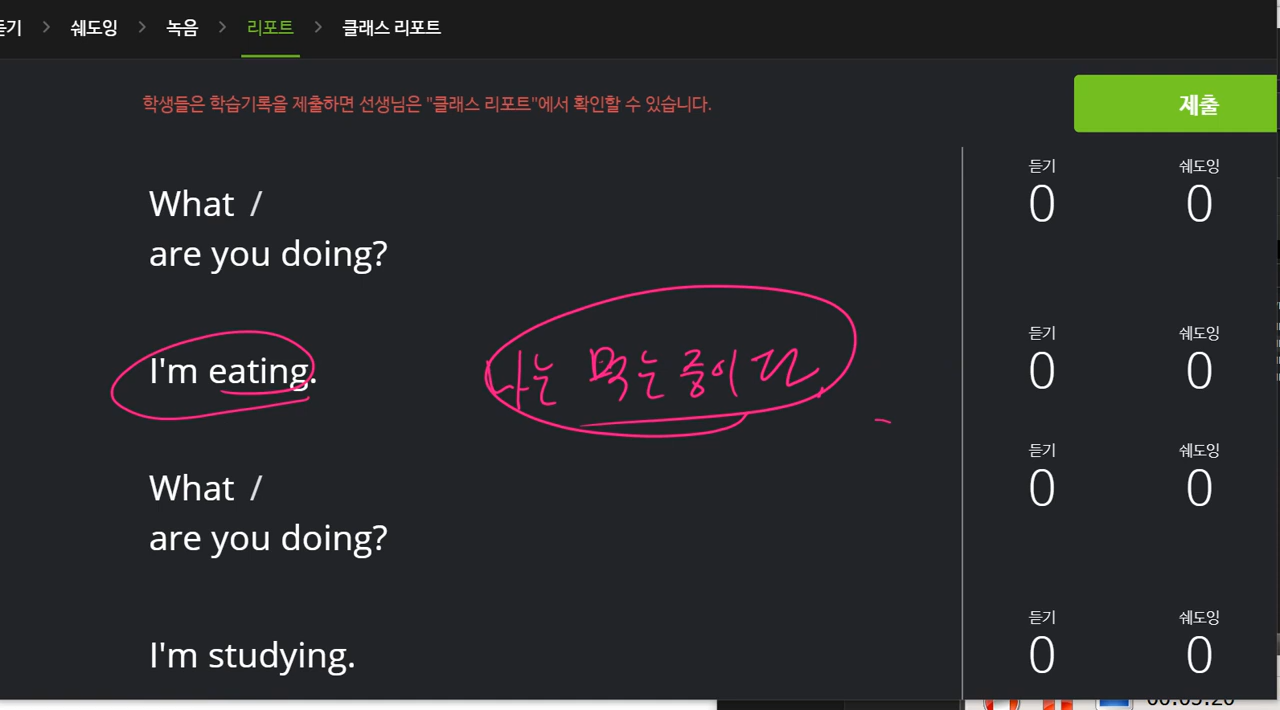 듣기 > 쉐도잉 > 녹음 > 리포트 > 클래스 리포트
학생들은 학습기록을 제출하면 선생님은 "클래스 리포트"에서 확인할 수 있습니다.
제출
듣기 쉐도잉
0 0
What /
are you doing?
듣기 쉐도잉
0 0
I'm eating.
나는 먹는 중이다.
듣기 쉐도잉
0 0
What /
are you doing?
듣기 쉐도잉
0 0
I'm studying.